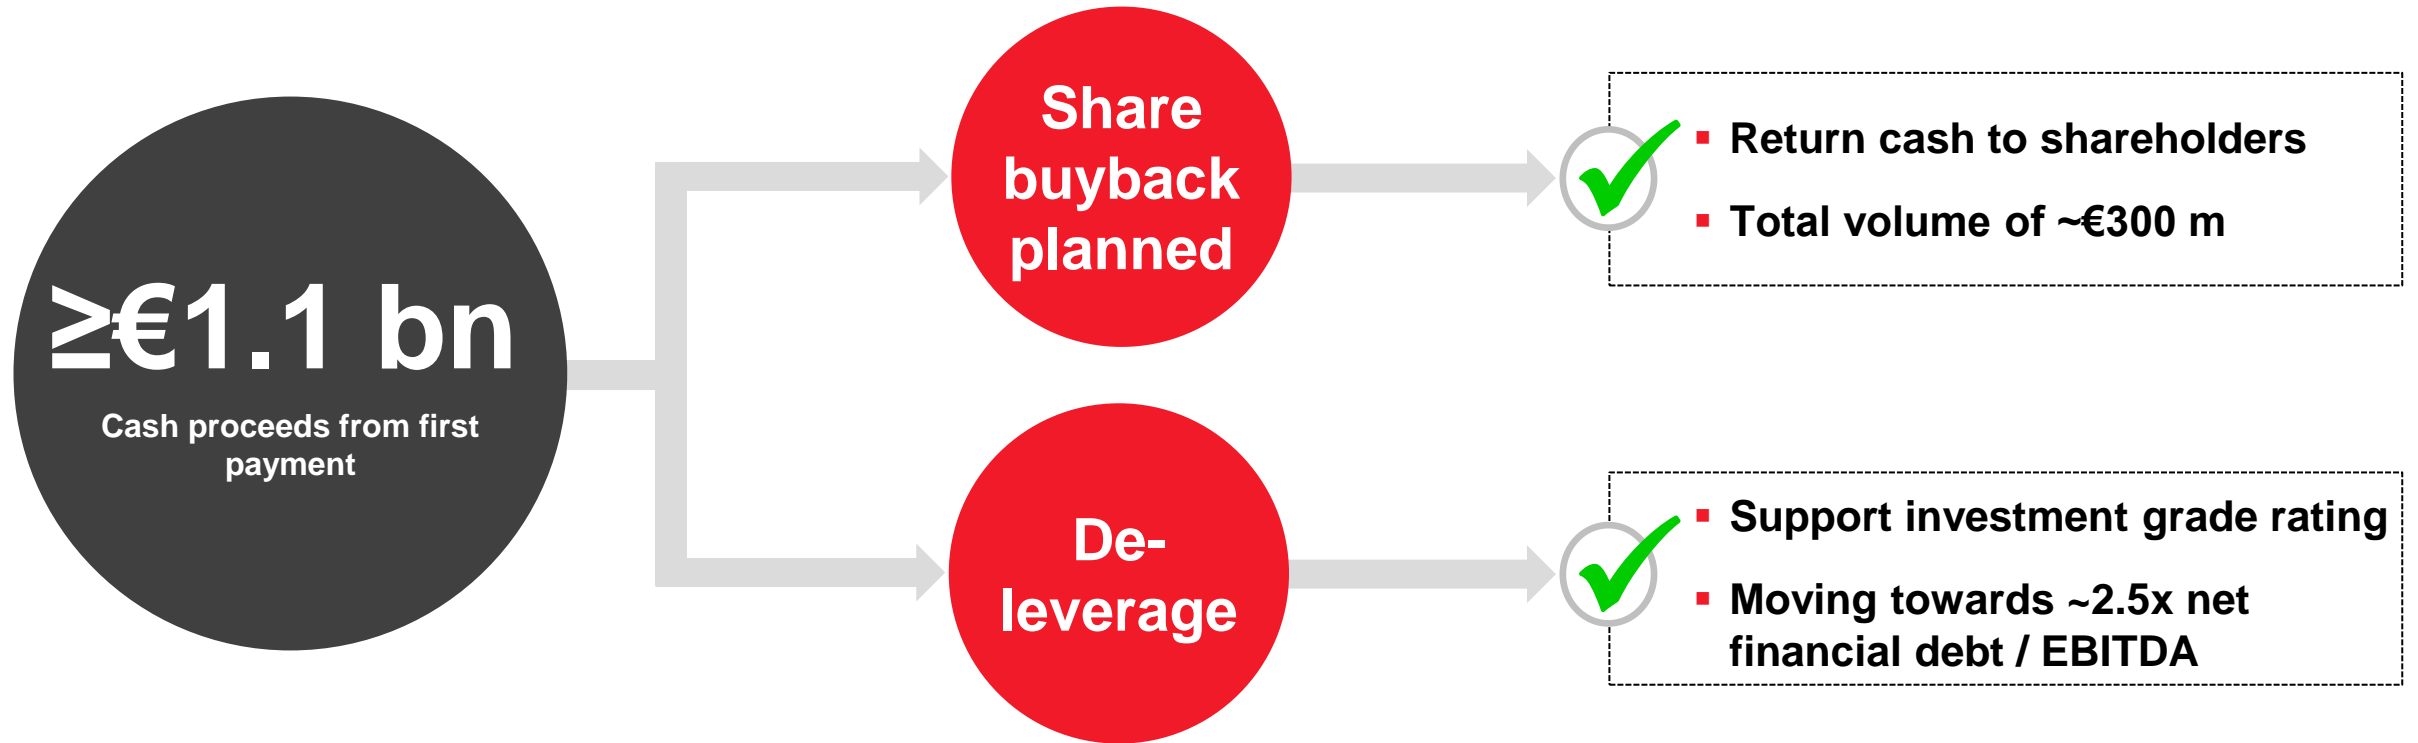 ≥€1.1 bn
Cash proceeds from first
payment
Share
buyback
planned
▪ Return cash to shareholders
▪ Total volume of ~€300 m
De-
leverage
▪ Support investment grade rating
▪ Moving towards ~2.5x net
financial debt / EBITDA